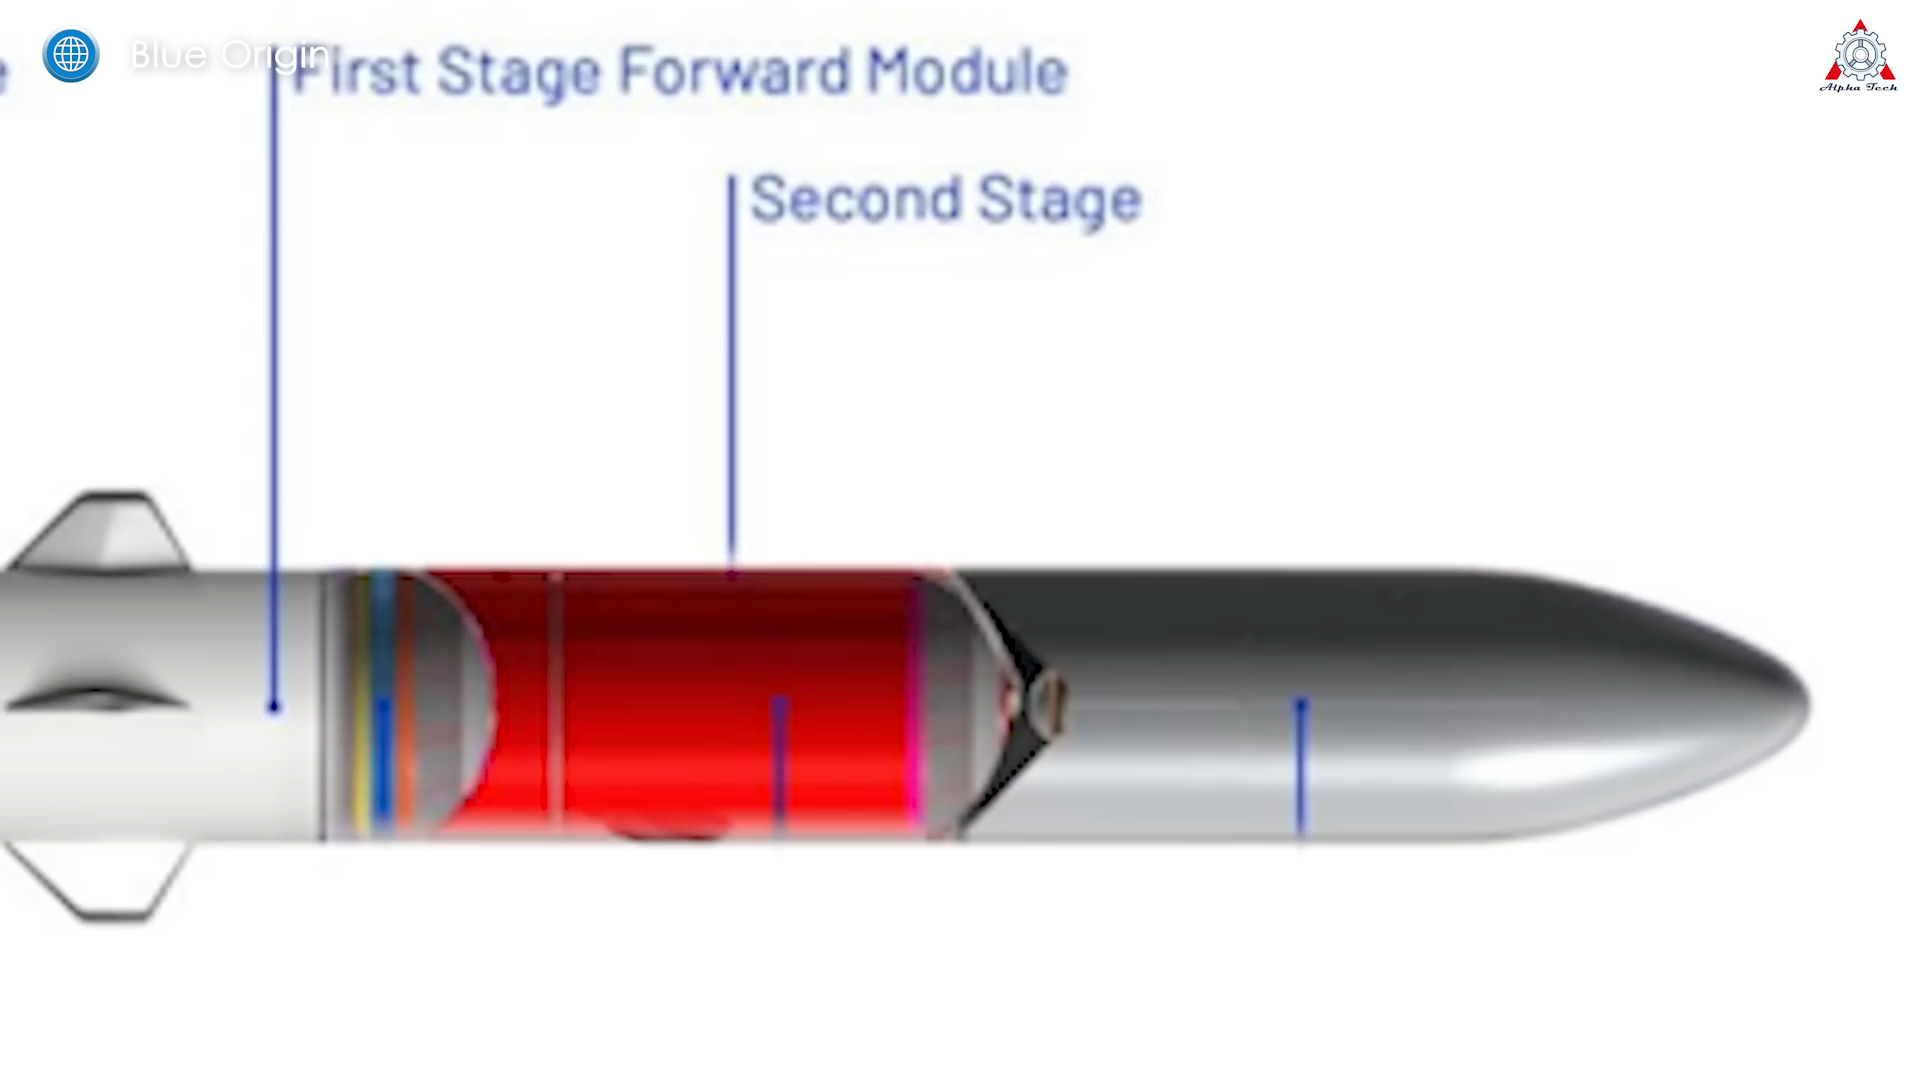 Blue Origin
First Stage Forward Module
Second Stage
Alpha Tech